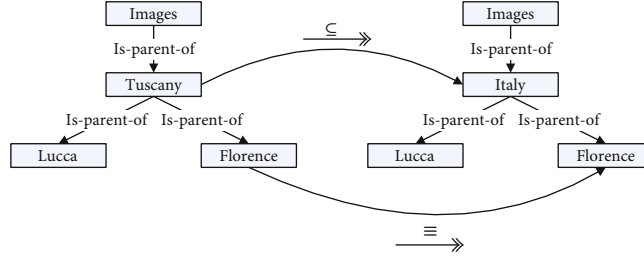 Images
Images
⊆
Is-parent-of
Is-parent-of
Tuscany
Italy
Is-parent-of
Is-parent-of
Is-parent-of
Is-parent-of
Lucca
Florence
Lucca
Florence
≡